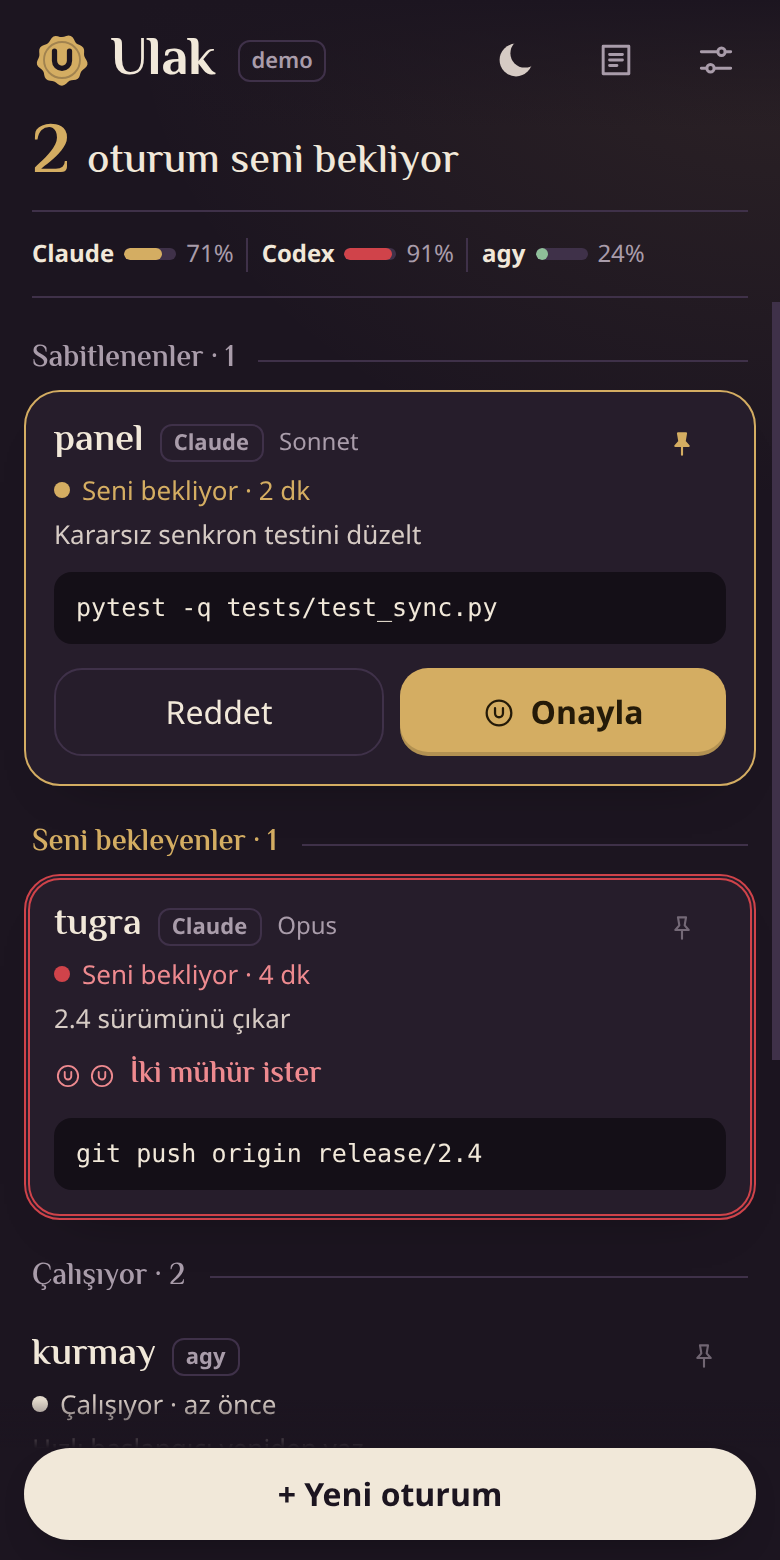 Ulak demo
2 oturum seni bekliyor
Claude 71% Codex 91% agy 24%
Sabitlenenler · 1
panel Claude Sonnet
Seni bekliyor · 2 dk
Kararsız senkron testini düzelt
pytest -q tests/test_sync.py
Reddet
Onayla
Seni bekleyenler · 1
tugra Claude Opus
Seni bekliyor · 4 dk
2.4 sürümünü çıkar
İki mühür ister
git push origin release/2.4
Çalışıyor · 2
kurmay agy
Çalışıyor · az önce
+ Yeni oturum